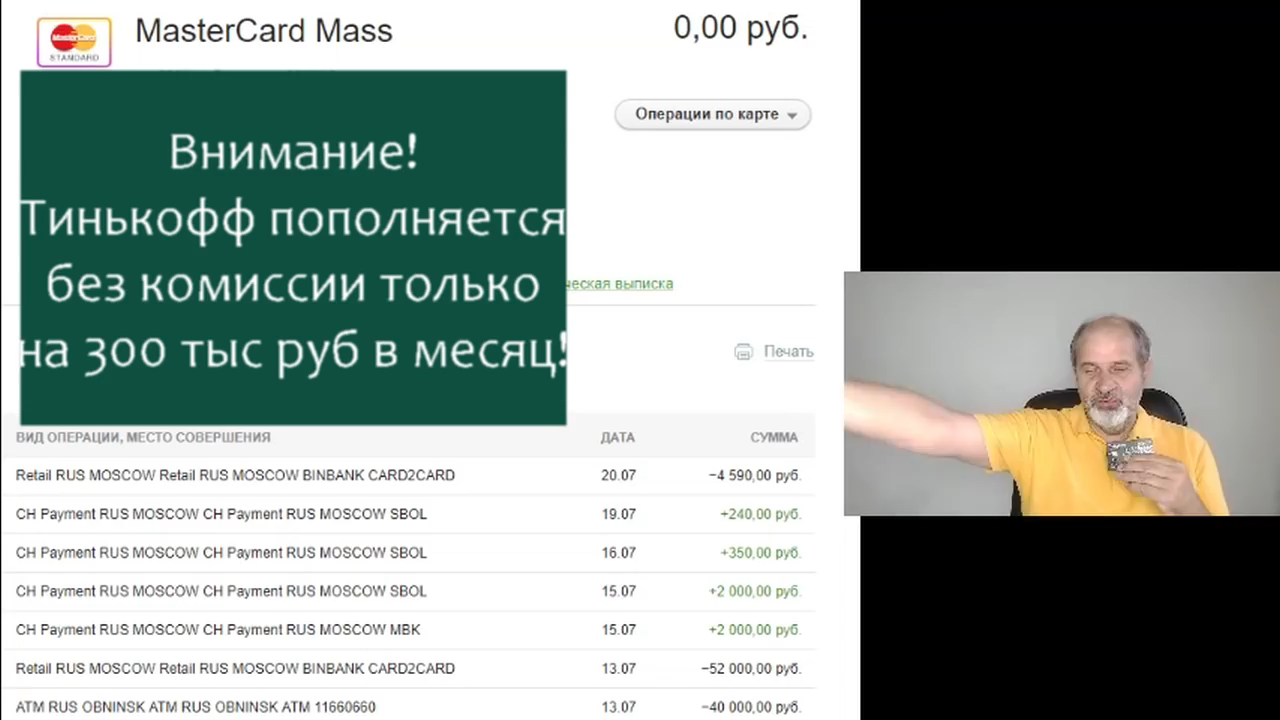 MasterCard
STANDARD
MasterCard Mass
0,00 руб.
Операции по карте
Внимание!
Тинькофф пополняется
без комиссии только
на 300 тыс руб в месяц!
ческая выписка
Печать
ВИД ОПЕРАЦИИ, МЕСТО СОВЕРШЕНИЯ ДАТА СУММА
Retail RUS MOSCOW Retail RUS MOSCOW BINBANK CARD2CARD 20.07 −4 590,00 руб.
CH Payment RUS MOSCOW CH Payment RUS MOSCOW SBOL 19.07 +240,00 руб.
CH Payment RUS MOSCOW CH Payment RUS MOSCOW SBOL 16.07 +350,00 руб.
CH Payment RUS MOSCOW CH Payment RUS MOSCOW SBOL 15.07 +2 000,00 руб.
CH Payment RUS MOSCOW CH Payment RUS MOSCOW MBK 15.07 +2 000,00 руб.
Retail RUS MOSCOW Retail RUS MOSCOW BINBANK CARD2CARD 13.07 −52 000,00 руб.
ATM RUS OBNINSK ATM RUS OBNINSK ATM 11660660 13.07 −40 000,00 руб.